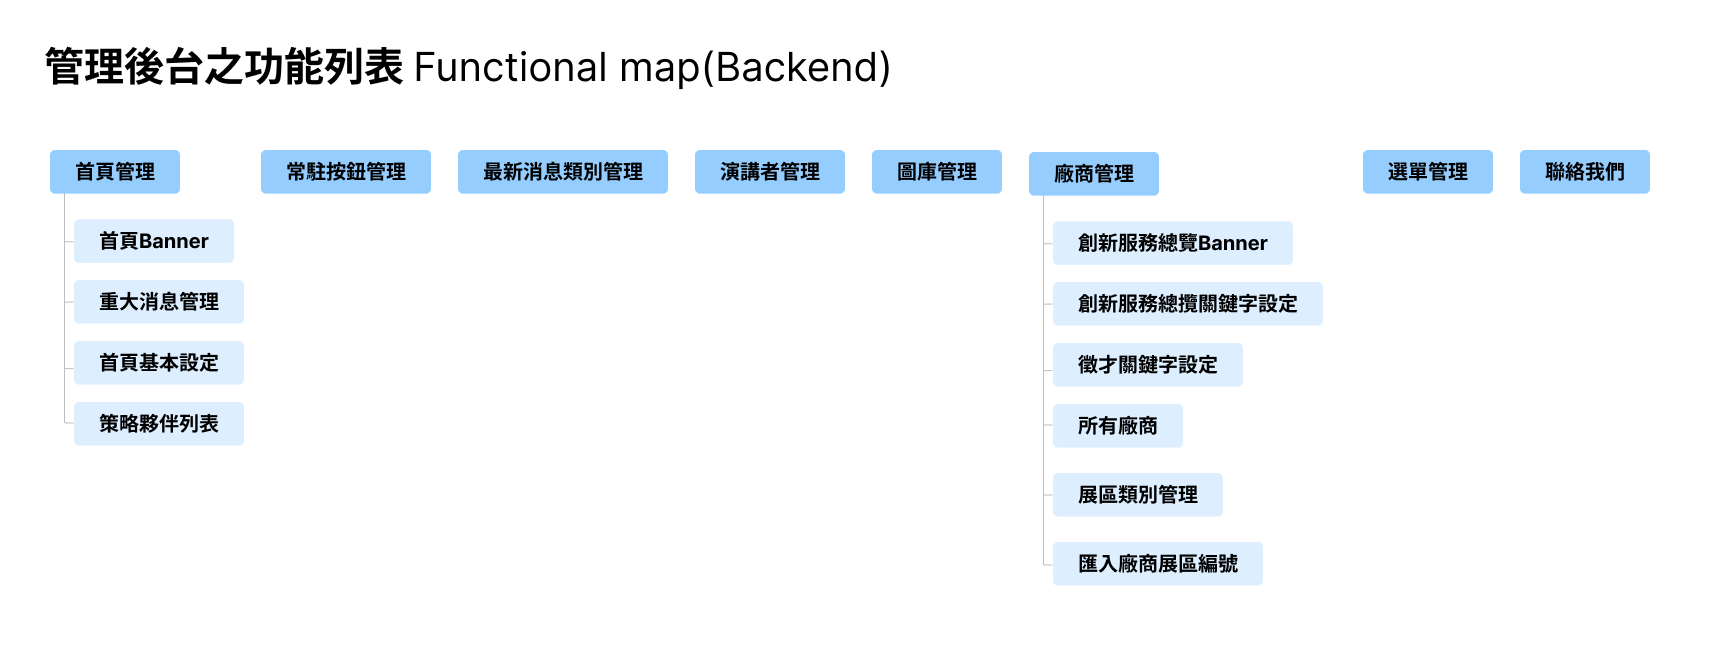 管理後台之功能列表 Functional map(Backend)
首頁管理
首頁Banner
重大消息管理
首頁基本設定
策略夥伴列表
常駐按鈕管理
最新消息類別管理
演講者管理
圖庫管理
廠商管理
創新服務總覽Banner
創新服務總攬關鍵字設定
徵才關鍵字設定
所有廠商
展區類別管理
匯入廠商展區編號
選單管理
聯絡我們